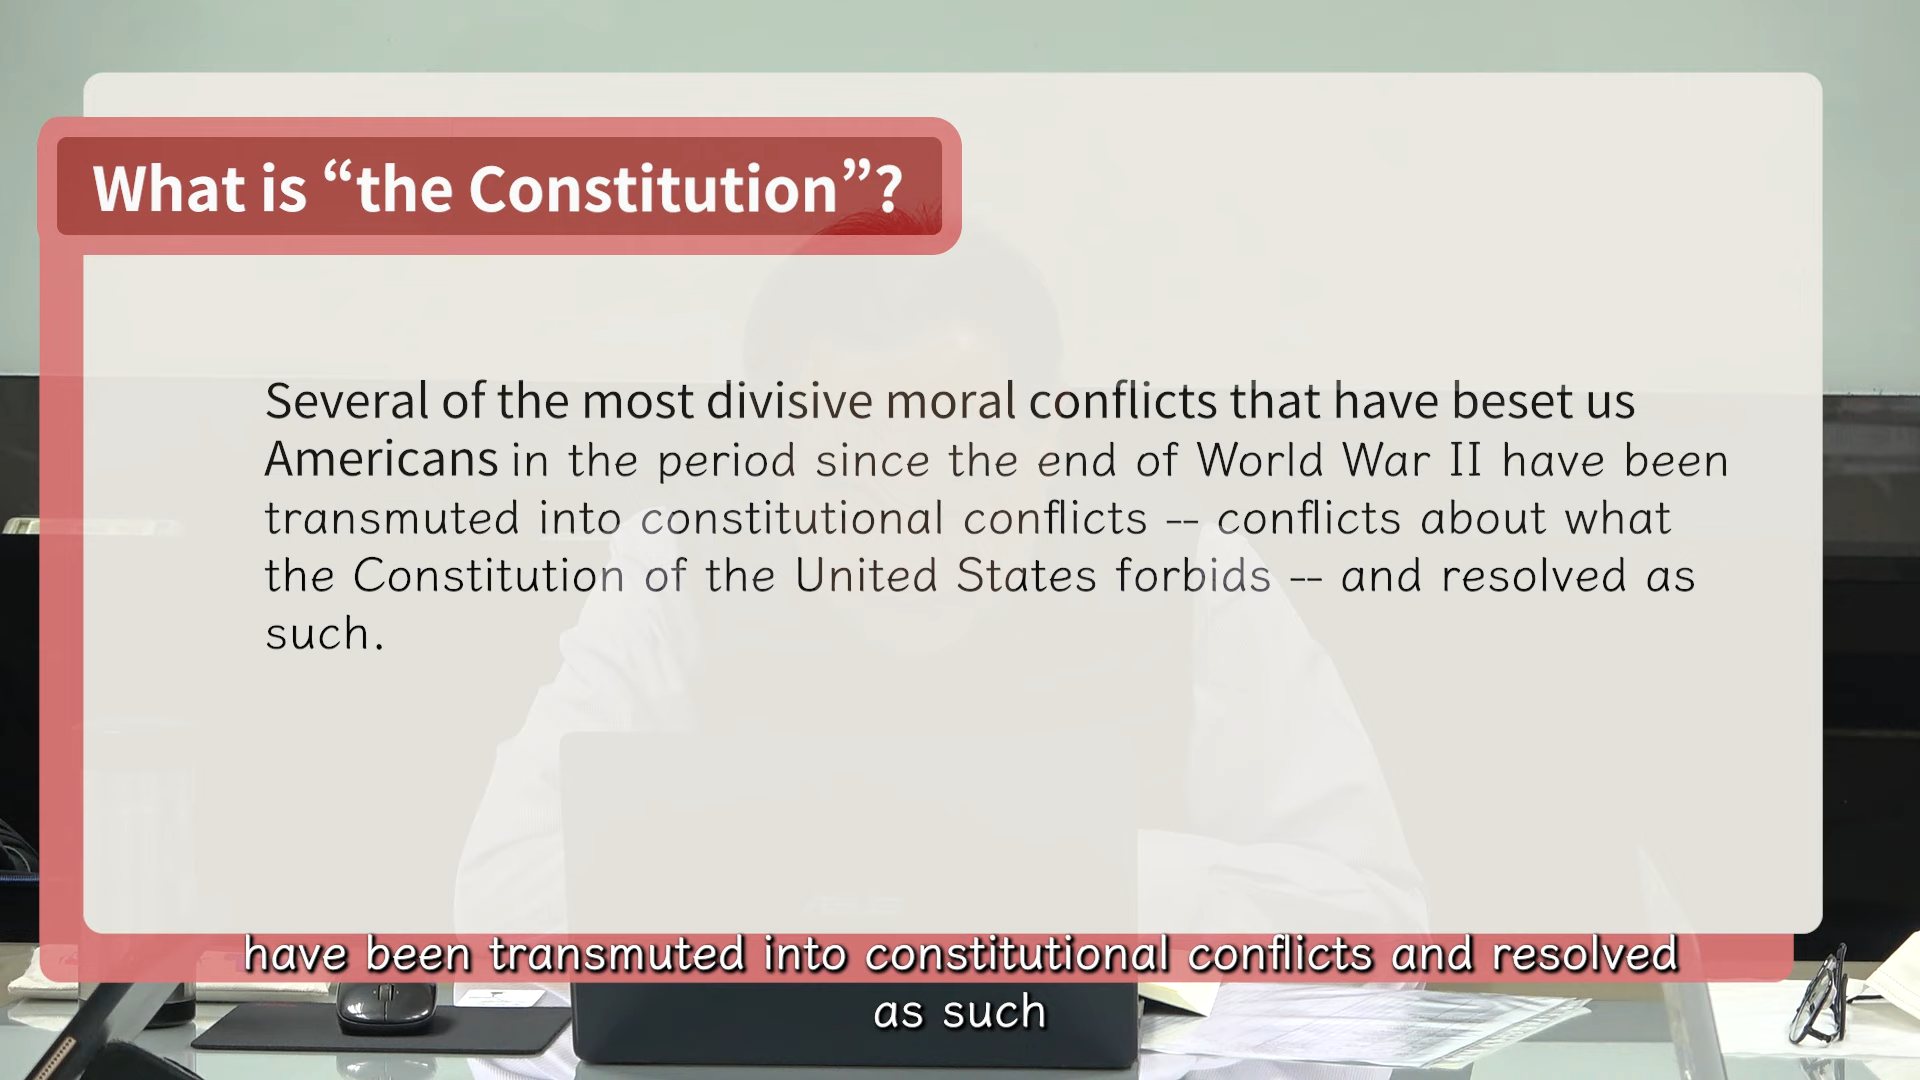 What is “the Constitution”?
Several of the most divisive moral conflicts that have beset us
Americans in the period since the end of World War II have been
transmuted into constitutional conflicts -- conflicts about what
the Constitution of the United States forbids -- and resolved as
such.
have been transmuted into constitutional conflicts and resolved
as such